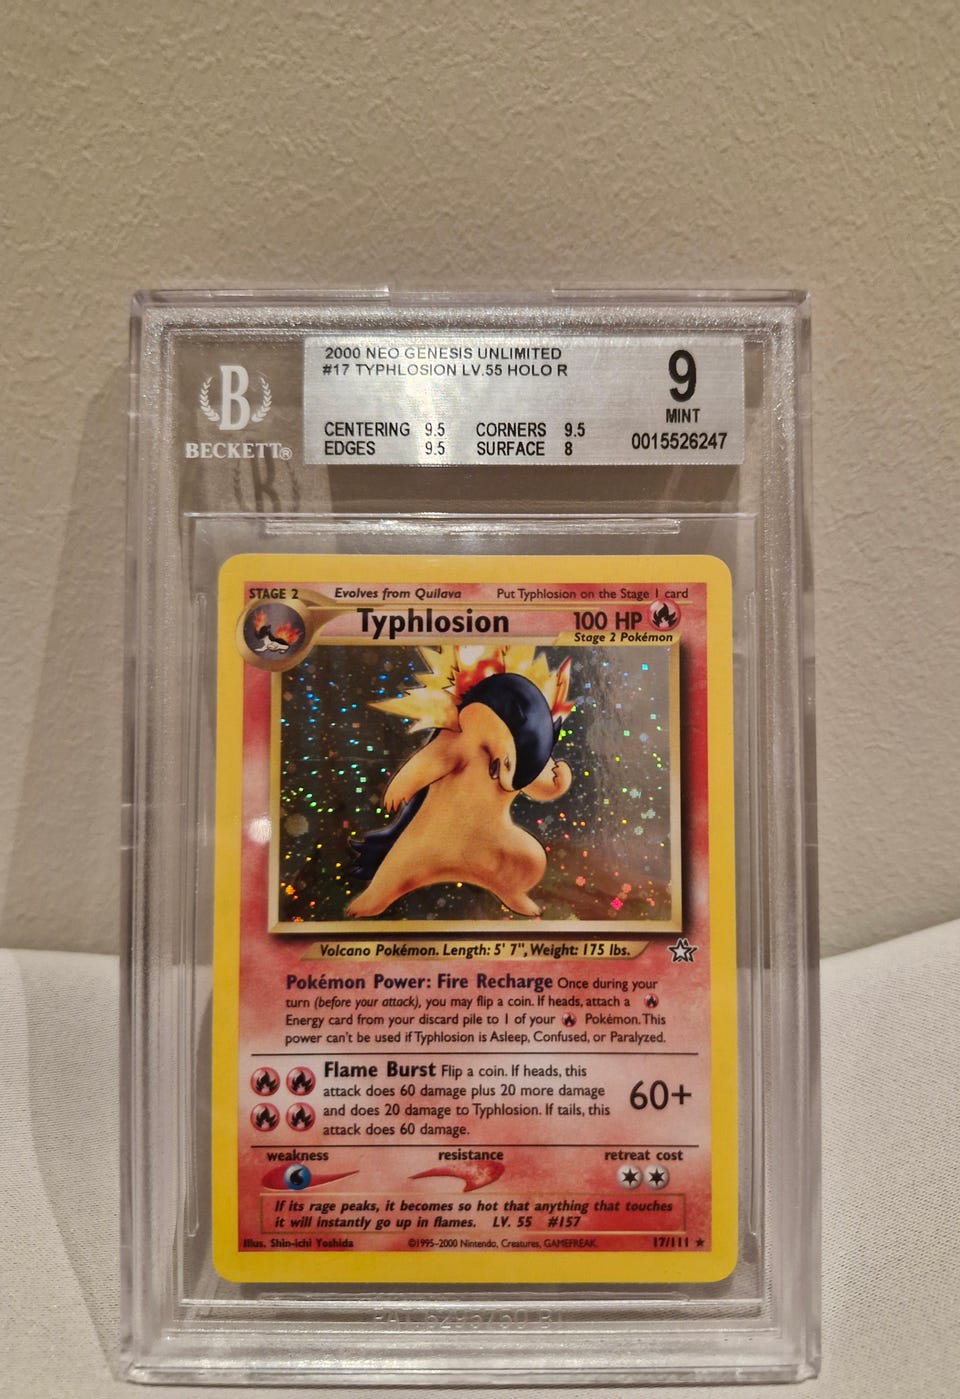 2000 NEO GENESIS UNLIMITED
#17 TYPHLOSION LV.55 HOLO R
9
MINT
CENTERING 9.5 CORNERS 9.5
EDGES 9.5 SURFACE 8
0015526247
B
BECKETT®
STAGE 2 Evolves from Quilava Put Typhlosion on the Stage 1 card
Typhlosion 100 HP
Stage 2 Pokémon
Volcano Pokémon. Length: 5' 7", Weight: 175 lbs.
Pokémon Power: Fire Recharge Once during your
turn (before your attack), you may flip a coin. If heads, attach a
Energy card from your discard pile to 1 of your Pokémon. This
power can't be used if Typhlosion is Asleep, Confused, or Paralyzed.
Flame Burst Flip a coin. If heads, this
attack does 60 damage plus 20 more damage
and does 20 damage to Typhlosion. If tails, this
attack does 60 damage.
60+
weakness resistance retreat cost
If its rage peaks, it becomes so hot that anything that touches
it will instantly go up in flames. LV. 55 #157
Illus. Shin-ichi Yoshida ©1995-2000 Nintendo, Creatures, GAMEFREAK. 17/111 ★